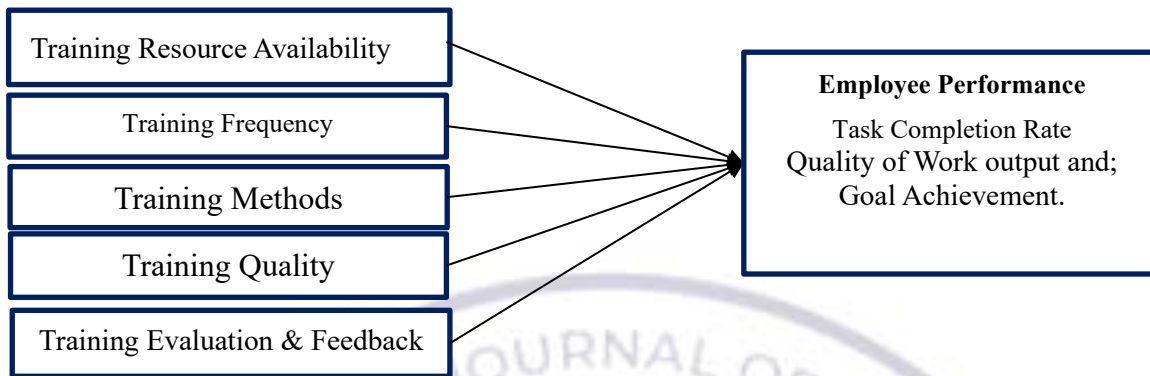 Training Resource Availability
Training Frequency
Training Methods
Training Quality
Training Evaluation & Feedback
Employee Performance
Task Completion Rate
Quality of Work output and;
Goal Achievement.
JOURNAL O